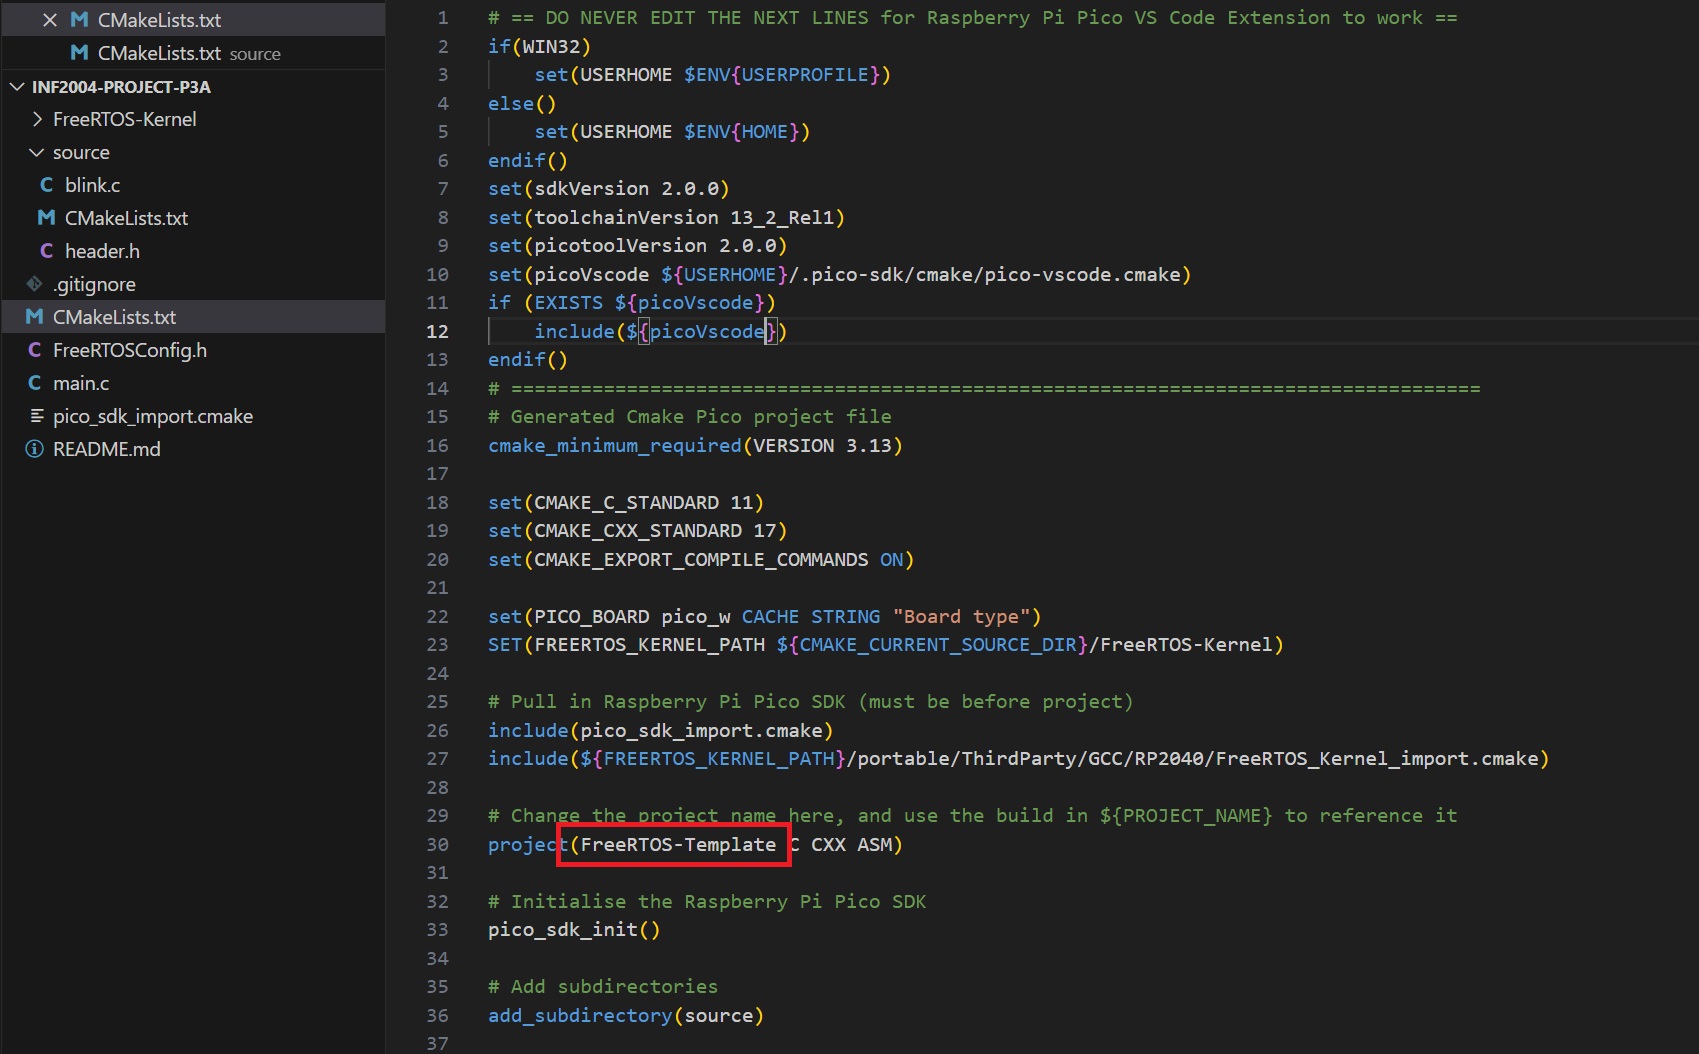 CMakeLists.txt
CMakeLists.txt source
INF2004-PROJECT-P3A
FreeRTOS-Kernel
source
C blink.c
M CMakeLists.txt
C header.h
.gitignore
M CMakeLists.txt
C FreeRTOSConfig.h
C main.c
pico_sdk_import.cmake
README.md
1 # == DO NEVER EDIT THE NEXT LINES for Raspberry Pi Pico VS Code Extension to work ==
2 if(WIN32)
3     set(USERHOME $ENV{USERPROFILE})
4 else()
5     set(USERHOME $ENV{HOME})
6 endif()
7 set(sdkVersion 2.0.0)
8 set(toolchainVersion 13_2_Rel1)
9 set(picotoolVersion 2.0.0)
10 set(picoVscode ${USERHOME}/.pico-sdk/cmake/pico-vscode.cmake)
11 if (EXISTS ${picoVscode})
12     include(${picoVscode})
13 endif()
14 # ====================================================================================
15 # Generated Cmake Pico project file
16 cmake_minimum_required(VERSION 3.13)
17
18 set(CMAKE_C_STANDARD 11)
19 set(CMAKE_CXX_STANDARD 17)
20 set(CMAKE_EXPORT_COMPILE_COMMANDS ON)
21
22 set(PICO_BOARD pico_w CACHE STRING "Board type")
23 SET(FREERTOS_KERNEL_PATH ${CMAKE_CURRENT_SOURCE_DIR}/FreeRTOS-Kernel)
24
25 # Pull in Raspberry Pi Pico SDK (must be before project)
26 include(pico_sdk_import.cmake)
27 include(${FREERTOS_KERNEL_PATH}/portable/ThirdParty/GCC/RP2040/FreeRTOS_Kernel_import.cmake)
28
29 # Change the project name here, and use the build in ${PROJECT_NAME} to reference it
30 project(FreeRTOS-Template C CXX ASM)
31
32 # Initialise the Raspberry Pi Pico SDK
33 pico_sdk_init()
34
35 # Add subdirectories
36 add_subdirectory(source)
37